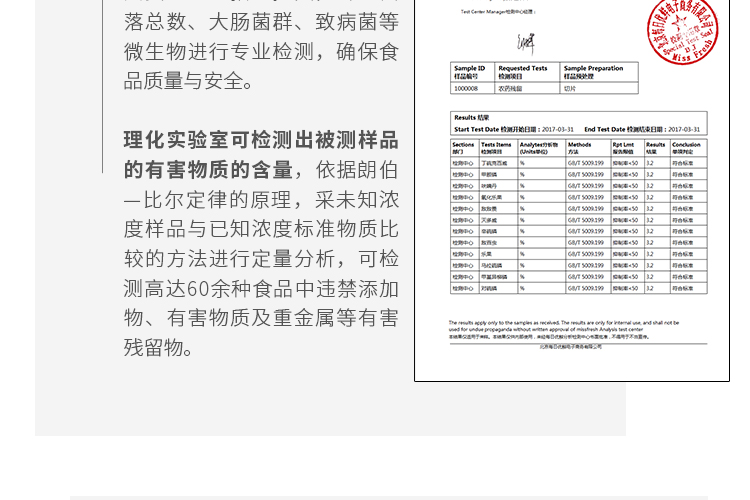 落总数、大肠菌群、致病菌等
微生物进行专业检测，确保食
品质量与安全。
理化实验室可检测出被测样品
的有害物质的含量，依据朗伯
—比尔定律的原理，采未知浓
度样品与已知浓度标准物质比
较的方法进行定量分析，可检
测高达60余种食品中违禁添加
物、有害物质及重金属等有害
残留物。
Test Center Manager检测中心经理：
Special Test Seal
Miss Fresh
Sample ID Requested Tests Sample Preparation
样品编号 检测项目 样品预处理
1000008 农药残留 切片
Results 结果
Start Test Date 检测开始日期：2017-03-31 End Test Date 检测结束日期：2017-03-31
Sections Tests Items Analytes分析物 Methods Rpt Lmt Results Conclusion
部门 检测项目 (Units单位) 方法 报告限值 结果 单项判定
检测中心 丁硫克百威 % GB/T 5009.199 抑制率<50 3.2 符合标准
检测中心 甲胺磷 % GB/T 5009.199 抑制率<50 3.2 符合标准
检测中心 呋喃丹 % GB/T 5009.199 抑制率<50 3.2 符合标准
检测中心 氧化乐果 % GB/T 5009.199 抑制率<50 3.2 符合标准
检测中心 敌敌畏 % GB/T 5009.199 抑制率<50 3.2 符合标准
检测中心 灭多威 % GB/T 5009.199 抑制率<50 3.2 符合标准
检测中心 辛硫磷 % GB/T 5009.199 抑制率<50 3.2 符合标准
检测中心 敌百虫 % GB/T 5009.199 抑制率<50 3.2 符合标准
检测中心 乐果 % GB/T 5009.199 抑制率<50 3.2 符合标准
检测中心 马拉硫磷 % GB/T 5009.199 抑制率<50 3.2 符合标准
检测中心 甲基异柳磷 % GB/T 5009.199 抑制率<50 3.2 符合标准
检测中心 对硫磷 % GB/T 5009.199 抑制率<50 3.2 符合标准
The results apply only to the samples as received. The results are only for internal use, and shall not be
used for undue propaganda without written approval of missfresh Analysis test center
本结果仅适用于来样。本结果仅供内部使用，未经每日优鲜分析检测中心书面批准，不得用于不当宣传。
北京每日优鲜电子商务有限公司